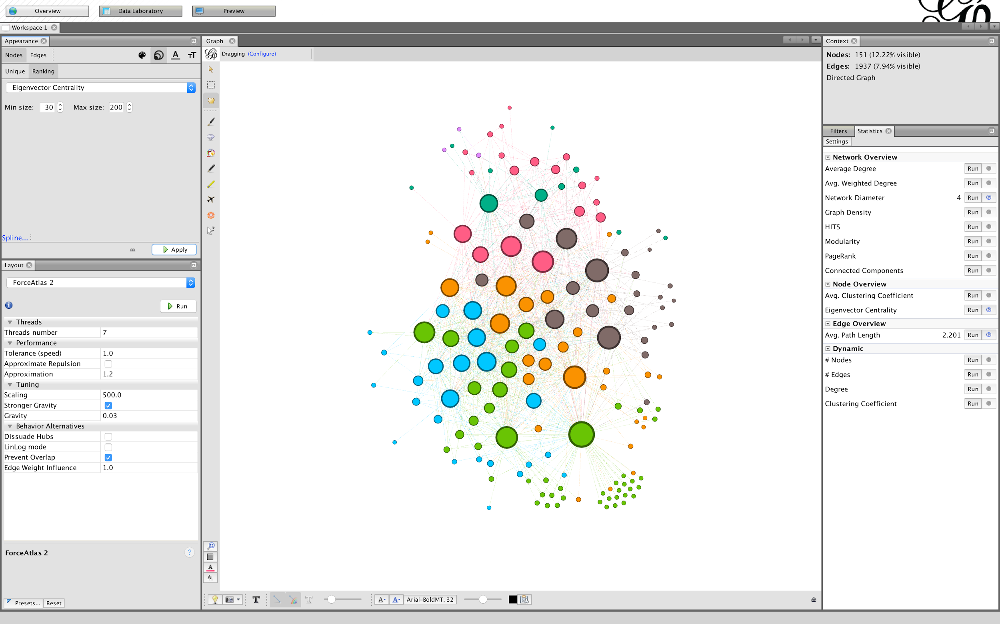 Overview
Data Laboratory
Preview
Workspace 1
Appearance
Nodes Edges
A
TT
Unique Ranking
Eigenvector Centrality
Min size: 30 Max size: 200
Spline...
Apply
Layout
ForceAtlas 2
Run
Threads
Threads number 7
Performance
Tolerance (speed) 1.0
Approximate Repulsion
Approximation 1.2
Tuning
Scaling 500.0
Stronger Gravity
Gravity 0.03
Behavior Alternatives
Dissuade Hubs
LinLog mode
Prevent Overlap
Edge Weight Influence 1.0
ForceAtlas 2
?
Presets...
Reset
Graph
Dragging (Configure)
?
A
A
T
T
A-
A-
Arial-BoldMT, 32
Context
Nodes: 151 (12.22% visible)
Edges: 1937 (7.94% visible)
Directed Graph
Filters
Statistics
Settings
Network Overview
Average Degree Run
Avg. Weighted Degree Run
Network Diameter 4 Run ?
Graph Density Run
HITS Run
Modularity Run
PageRank Run
Connected Components Run
Node Overview
Avg. Clustering Coefficient Run
Eigenvector Centrality Run ?
Edge Overview
Avg. Path Length 2.201 Run ?
Dynamic
# Nodes Run
# Edges Run
Degree Run
Clustering Coefficient Run